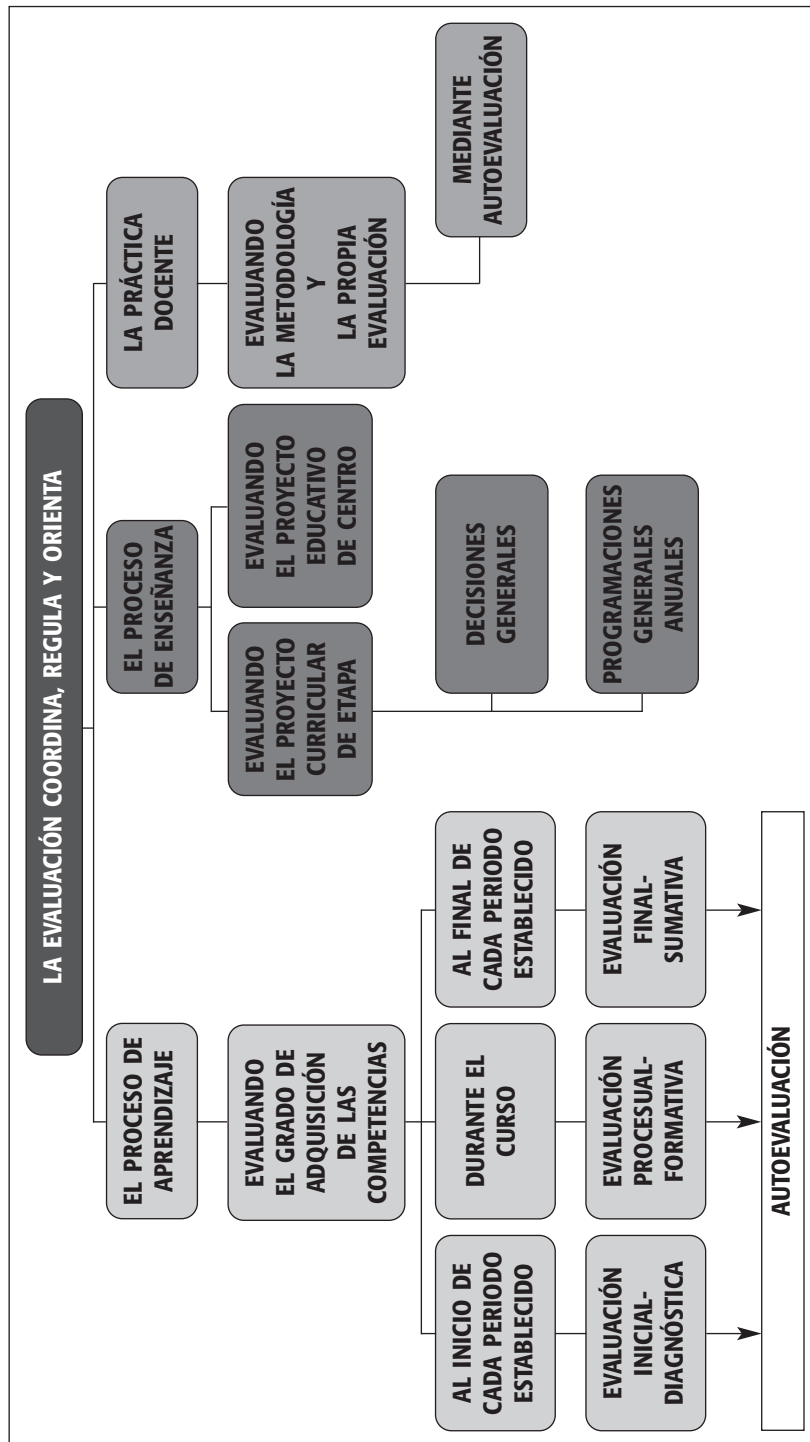 LA EVALUACIÓN COORDINA, REGULA Y ORIENTA
EL PROCESO DE
APRENDIZAJE
EVALUANDO
EL GRADO DE
ADQUISICIÓN
DE LAS
COMPETENCIAS
AL INICIO DE
CADA PERIODO
ESTABLECIDO
EVALUACIÓN
INICIAL-
DIAGNÓSTICA
DURANTE EL
CURSO
EVALUACIÓN
PROCESUAL-
FORMATIVA
AL FINAL DE
CADA PERIODO
ESTABLECIDO
EVALUACIÓN
FINAL-
SUMATIVA
AUTOEVALUACIÓN
EL PROCESO
DE ENSEÑANZA
EVALUANDO
EL PROYECTO
CURRICULAR
DE ETAPA
EVALUANDO
EL PROYECTO
EDUCATIVO
DE CENTRO
DECISIONES
GENERALES
PROGRAMACIONES
GENERALES
ANUALES
LA PRÁCTICA
DOCENTE
EVALUANDO
LA METODOLOGÍA
Y
LA PROPIA
EVALUACIÓN
MEDIANTE
AUTOEVALUACIÓN